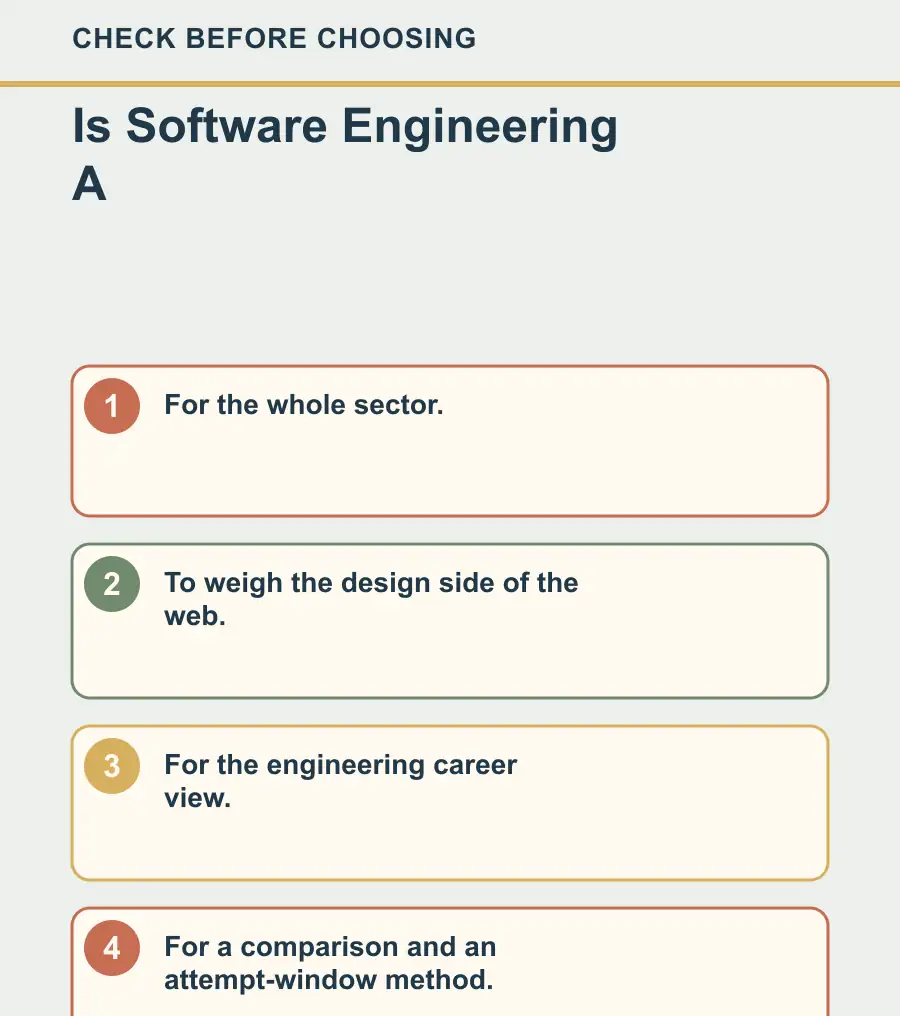 CHECK BEFORE CHOOSING
Is Software Engineering
A
1 For the whole sector.
2 To weigh the design side of the
web.
3 For the engineering career
view.
4 For a comparison and an
attempt-window method.